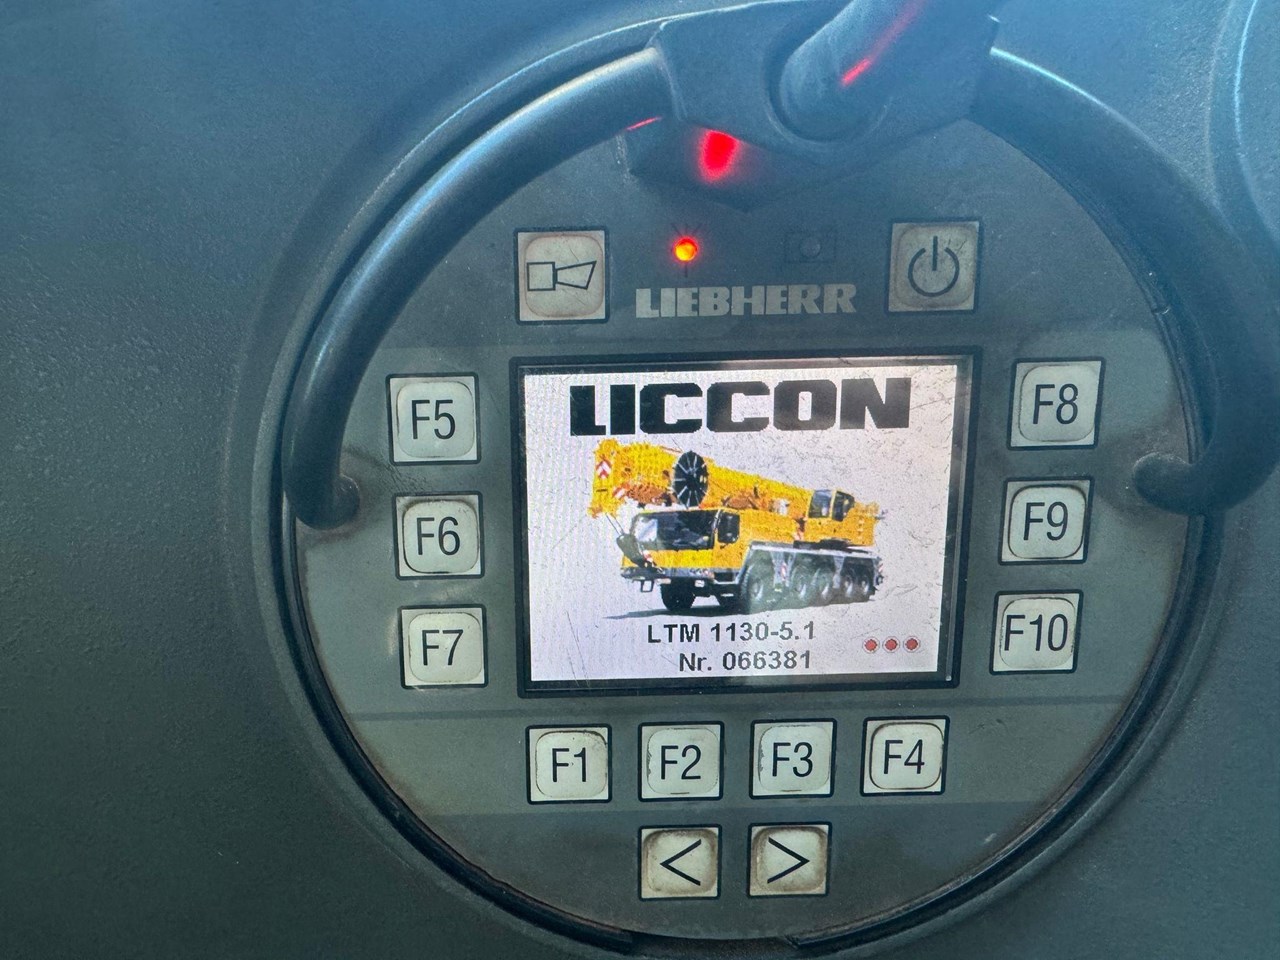 LIEBHERR
F5
F8
LICCON
F6
F9
F7
F10
LTM 1130-5.1
Nr. 066381
F1 F2 F3 F4
< >